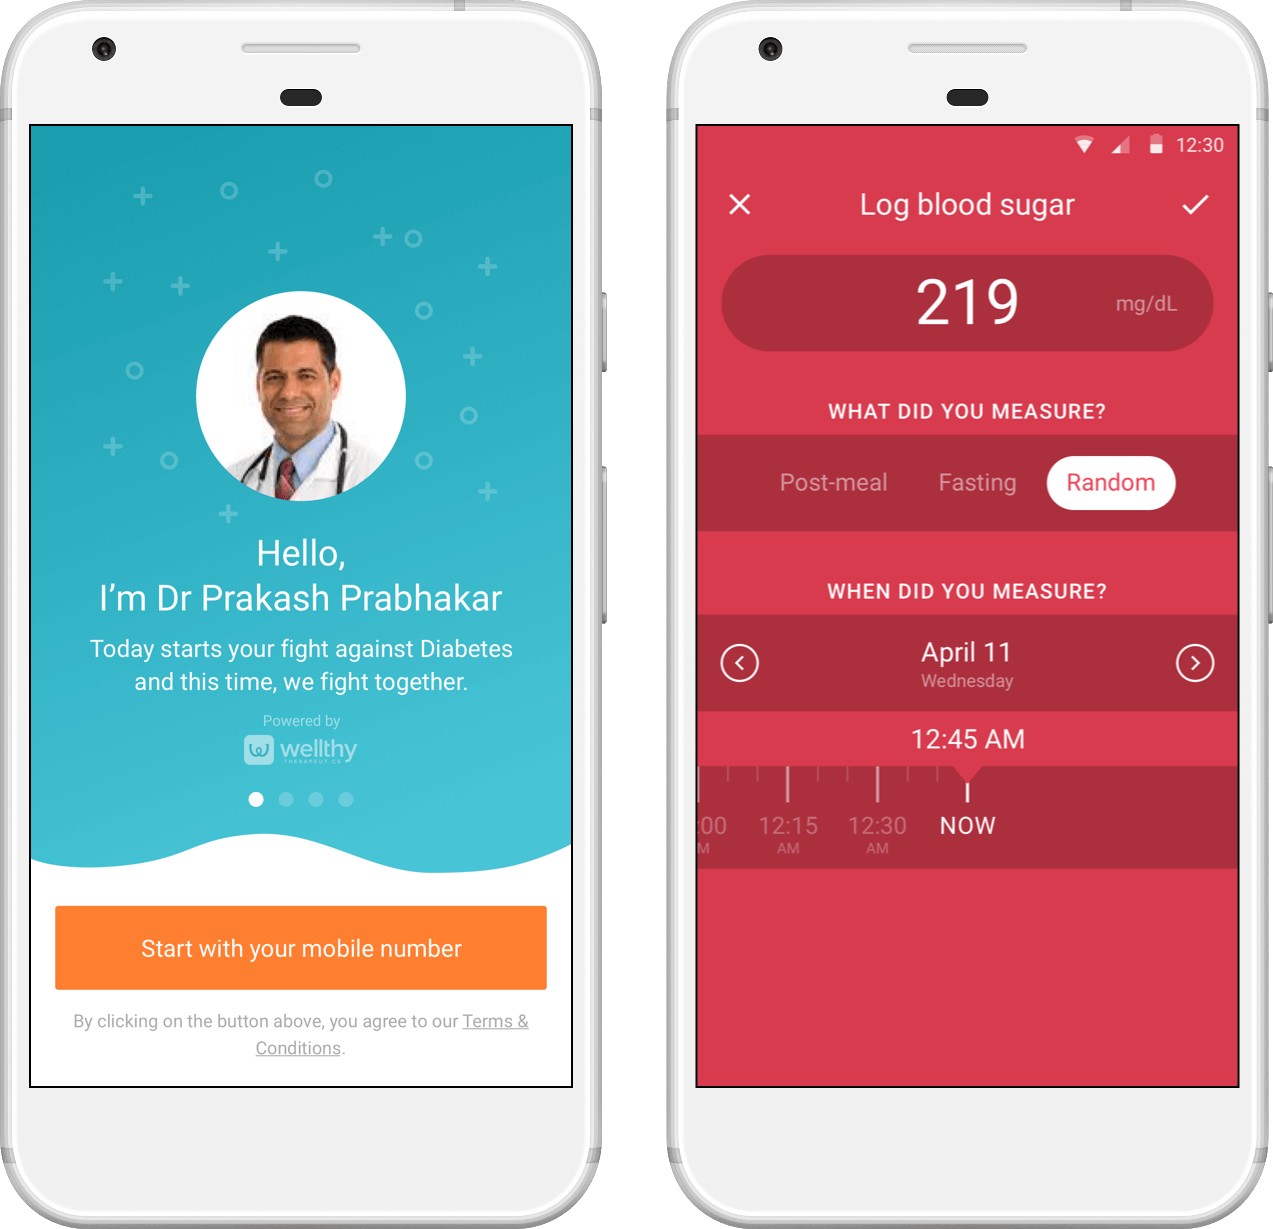 Hello,
I’m Dr Prakash Prabhakar
Today starts your fight against Diabetes
and this time, we fight together.
Powered by
wellthy
THERAPEUTICS
Start with your mobile number
By clicking on the button above, you agree to our Terms &
Conditions.
12:30
Log blood sugar
219 mg/dL
WHAT DID YOU MEASURE?
Post-meal Fasting Random
WHEN DID YOU MEASURE?
April 11
Wednesday
12:45 AM
:00 12:15 12:30 NOW
M AM AM